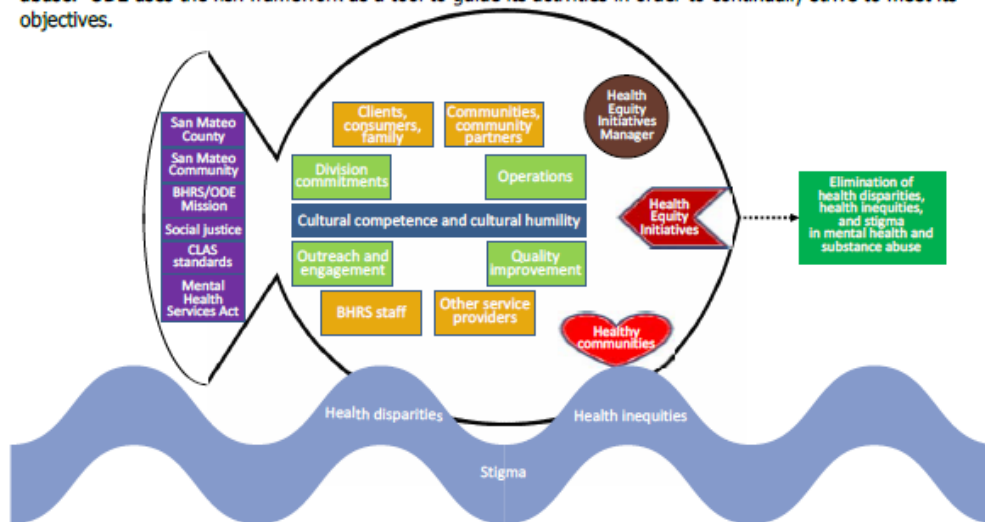 objectives.
Clients,
consumers,
family
Communities,
community
partners
Health
Equity
Initiatives
Manager
San Mateo
County
San Mateo
Community
BHRS/ODE
Mission
Social justice
CLAS
standards
Mental
Health
Services Act
Division
commitments
Operations
Cultural competence and cultural humility
Health
Equity
Initiatives
Elimination of
health disparities,
health inequities,
and stigma
in mental health and
substance abuse
Outreach and
engagement
Quality
improvement
BHRS staff
Other service
providers
Healthy
communities
Health disparities
Health inequities
Stigma